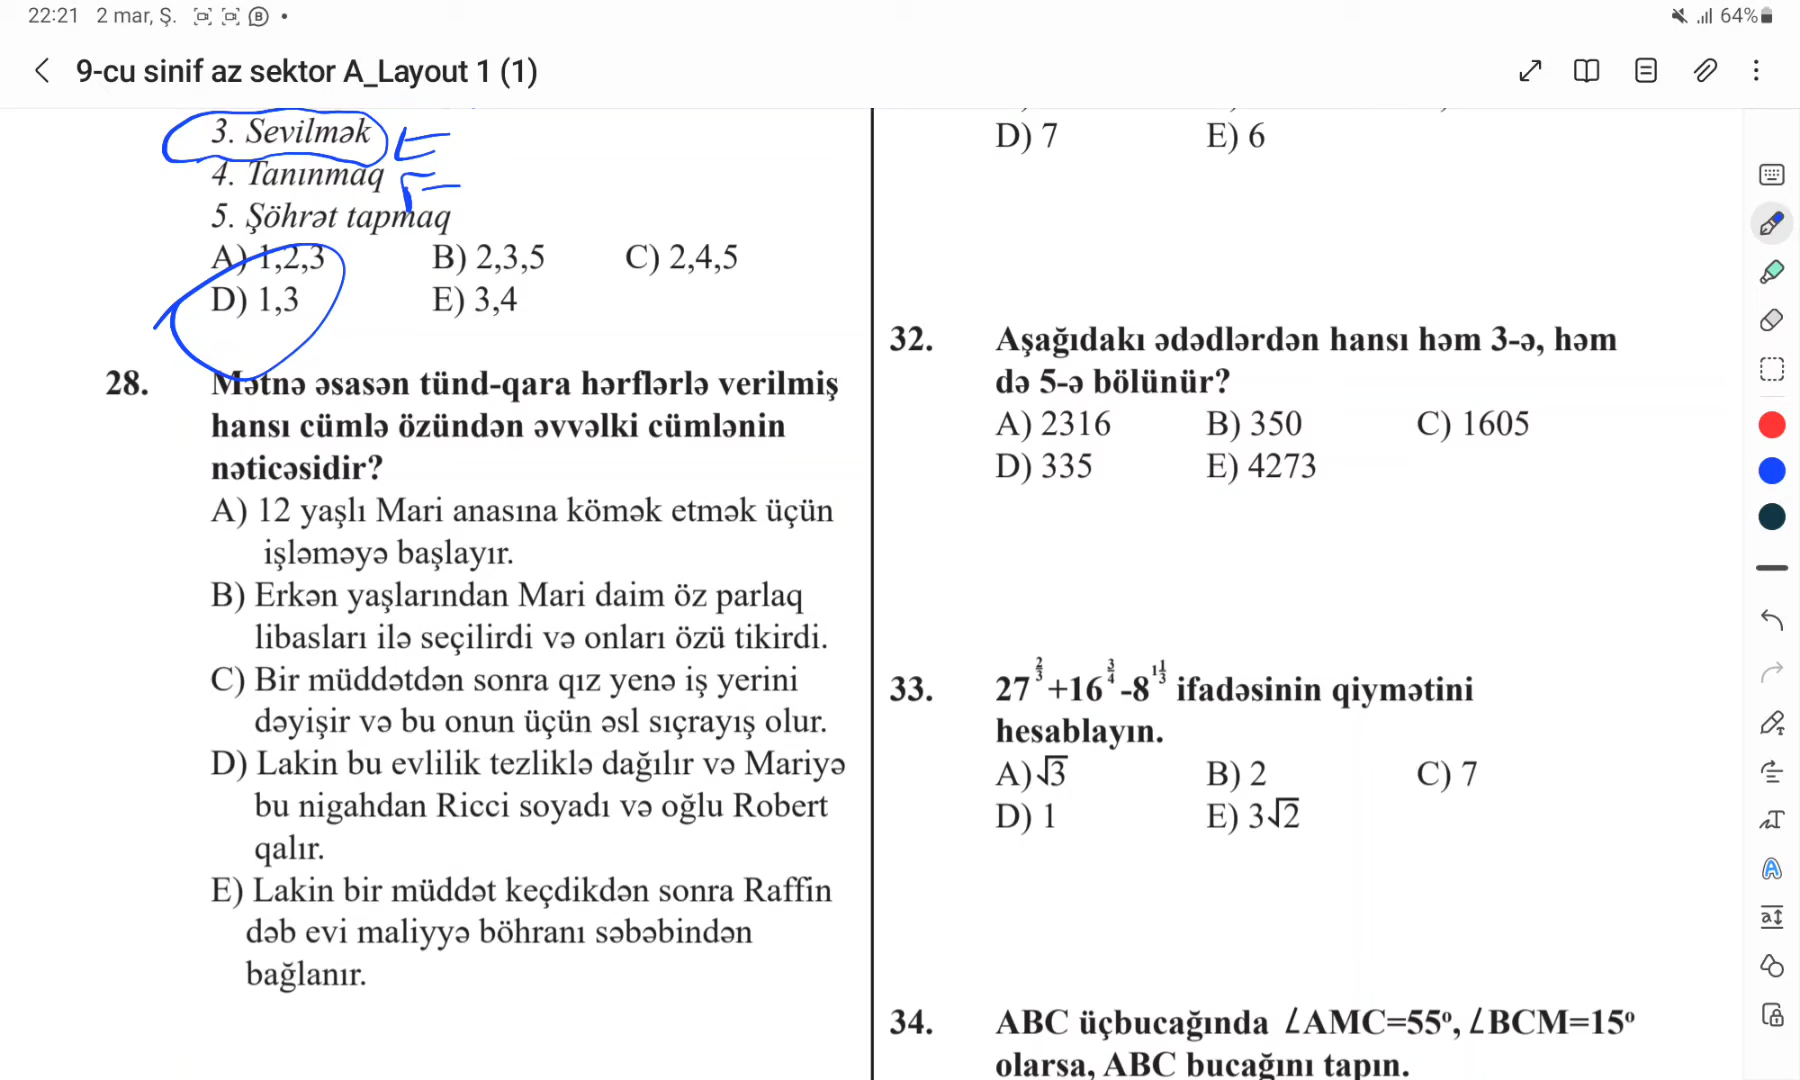 22:21 2 mar, Ş.
64%
9-cu sinif az sektor A_Layout 1 (1)
3. Sevilmək
4. Tanınmaq
5. Şöhrət tapmaq
A) 1,2,3 B) 2,3,5 C) 2,4,5
D) 1,3 E) 3,4
28. Mətnə əsasən tünd-qara hərflərlə verilmiş
hansı cümlə özündən əvvəlki cümlənin
nəticəsidir?
A) 12 yaşlı Mari anasına kömək etmək üçün
işləməyə başlayır.
B) Erkən yaşlarından Mari daim öz parlaq
libasları ilə seçilirdi və onları özü tikirdi.
C) Bir müddətdən sonra qız yenə iş yerini
dəyişir və bu onun üçün əsl sıçrayış olur.
D) Lakin bu evlilik tezliklə dağılır və Mariyə
bu nigahdan Ricci soyadı və oğlu Robert
qalır.
E) Lakin bir müddət keçdikdən sonra Raffin
dəb evi maliyyə böhranı səbəbindən
bağlanır.
D) 7 E) 6
32. Aşağıdakı ədədlərdən hansı həm 3-ə, həm
də 5-ə bölünür?
A) 2316 B) 350 C) 1605
D) 335 E) 4273
33. 27^(2/3)+16^(3/4)-8^(1 1/3) ifadəsinin qiymətini
hesablayın.
A) √3 B) 2 C) 7
D) 1 E) 3√2
34. ABC üçbucağında ∠AMC=55º, ∠BCM=15º
olarsa, ABC bucağını tapın.